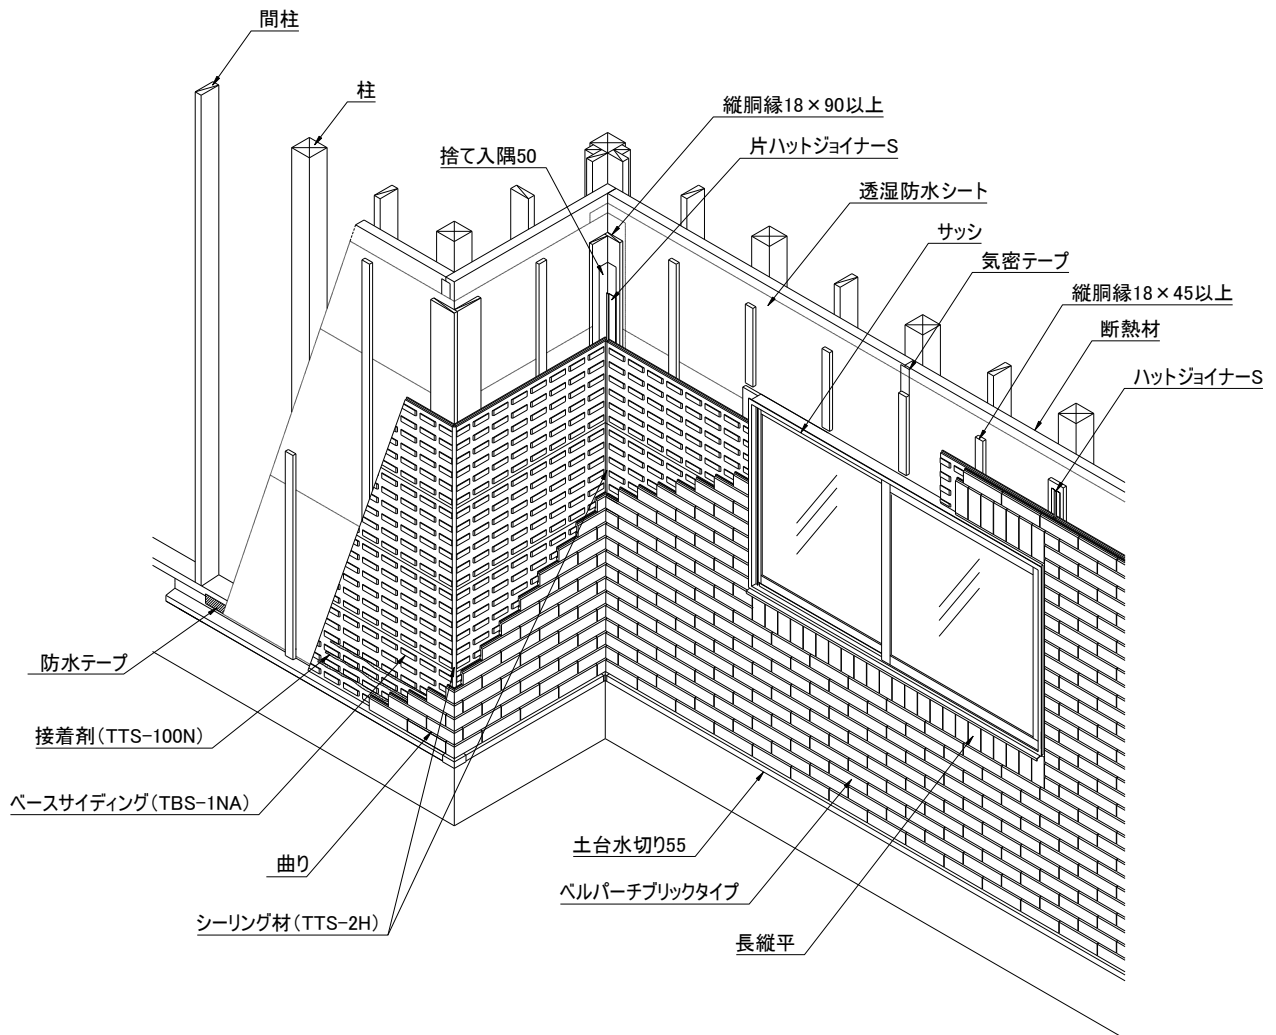 間柱
柱
縦胴縁18×90以上
片ハットジョイナーS
捨て入隅50
透湿防水シート
サッシ
気密テープ
縦胴縁18×45以上
断熱材
ハットジョイナーS
防水テープ
接着剤(TTS-100N)
ベースサイディング(TBS-1NA)
曲り
シーリング材(TTS-2H)
土台水切り55
ベルパーチブリックタイプ
長縦平